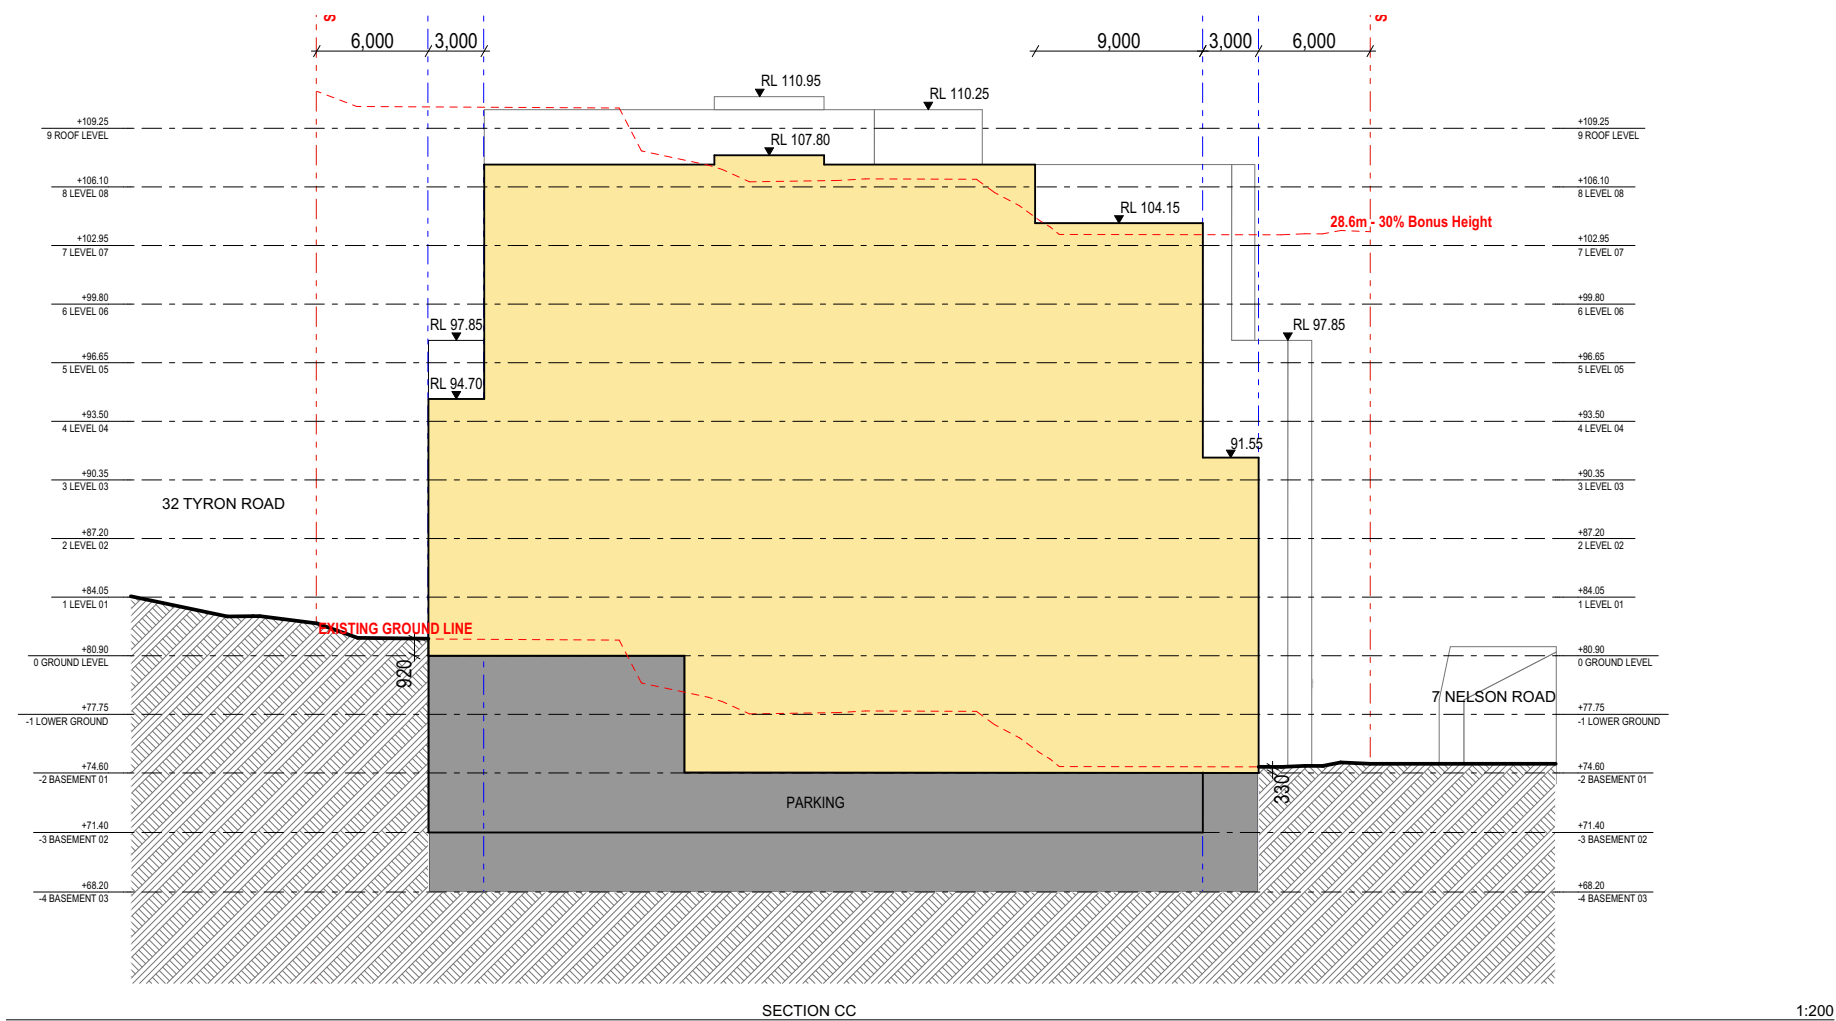 S
S
6,000
3,000
9,000
3,000
6,000
RL 110.95
RL 110.25
+109.25
9 ROOF LEVEL
+109.25
9 ROOF LEVEL
RL 107.80
+106.10
8 LEVEL 08
+106.10
8 LEVEL 08
RL 104.15
28.6m - 30% Bonus Height
+102.95
7 LEVEL 07
+102.95
7 LEVEL 07
+99.80
6 LEVEL 06
+99.80
6 LEVEL 06
RL 97.85
RL 97.85
+96.65
5 LEVEL 05
+96.65
5 LEVEL 05
RL 94.70
+93.50
4 LEVEL 04
+93.50
4 LEVEL 04
91.55
+90.35
3 LEVEL 03
+90.35
3 LEVEL 03
32 TYRON ROAD
+87.20
2 LEVEL 02
+87.20
2 LEVEL 02
+84.05
1 LEVEL 01
+84.05
1 LEVEL 01
EXISTING GROUND LINE
+80.90
0 GROUND LEVEL
920
+80.90
0 GROUND LEVEL
7 NELSON ROAD
+77.75
-1 LOWER GROUND
+77.75
-1 LOWER GROUND
+74.60
-2 BASEMENT 01
330
+74.60
-2 BASEMENT 01
PARKING
+71.40
-3 BASEMENT 02
+71.40
-3 BASEMENT 02
+68.20
-4 BASEMENT 03
+68.20
-4 BASEMENT 03
SECTION CC
1:200